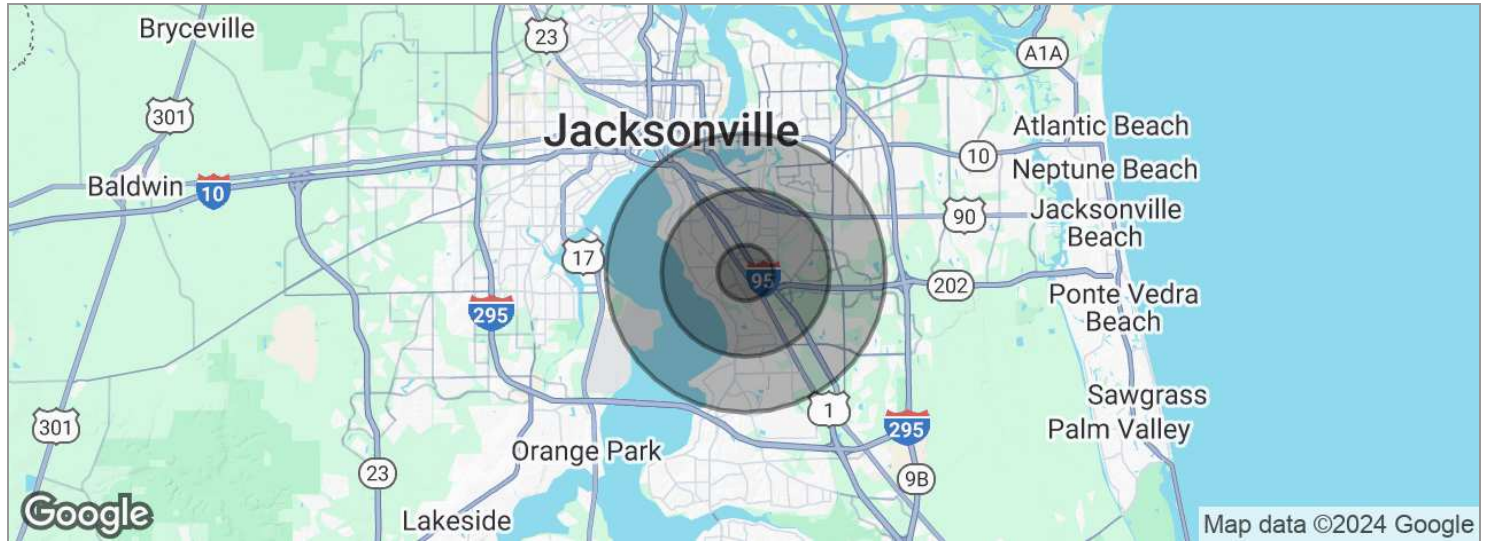 Bryceville
23
A1A
301
Jacksonville
Atlantic Beach
10
Neptune Beach
Baldwin
10
Jacksonville
Beach
90
17
95
202
295
Ponte Vedra
Beach
Sawgrass
Palm Valley
301
1
295
Orange Park
23
9B
Lakeside
Google
Map data ©2024 Google